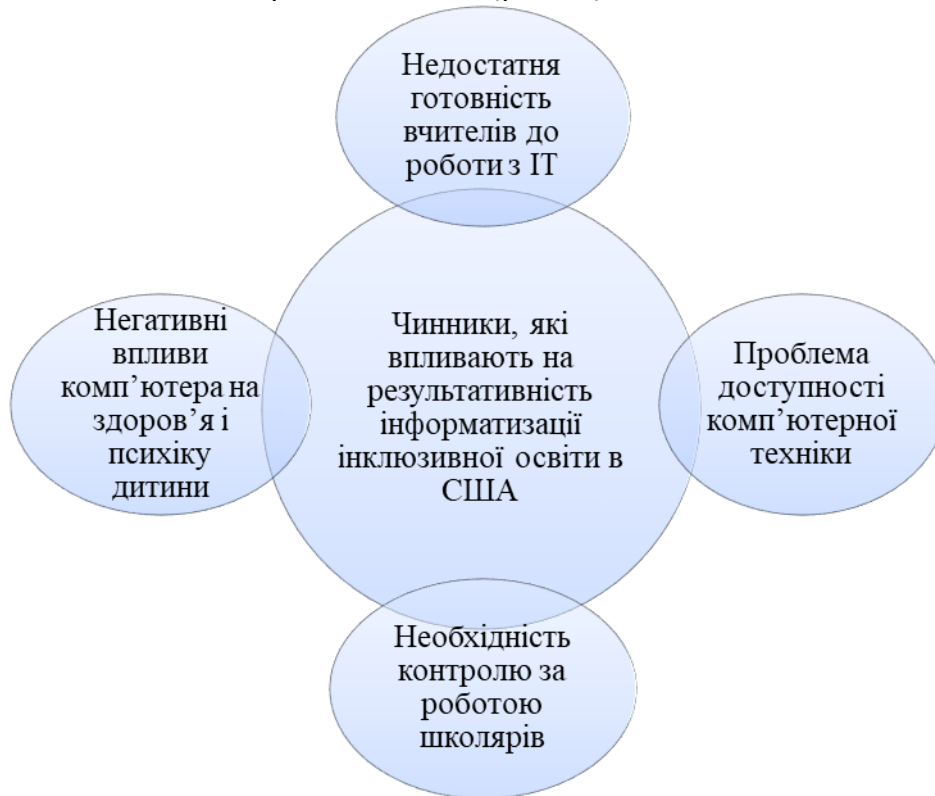 Недостатня
готовність
вчителів до
роботи з ІТ
Негативні
впливи
комп’ютера на
здоров’я і
психіку
дитини
Чинники, які
впливають на
результативність
інформатизації
інклюзивної освіти в
США
Проблема
доступності
комп’ютерної
техніки
Необхідність
контролю за
роботою
школярів